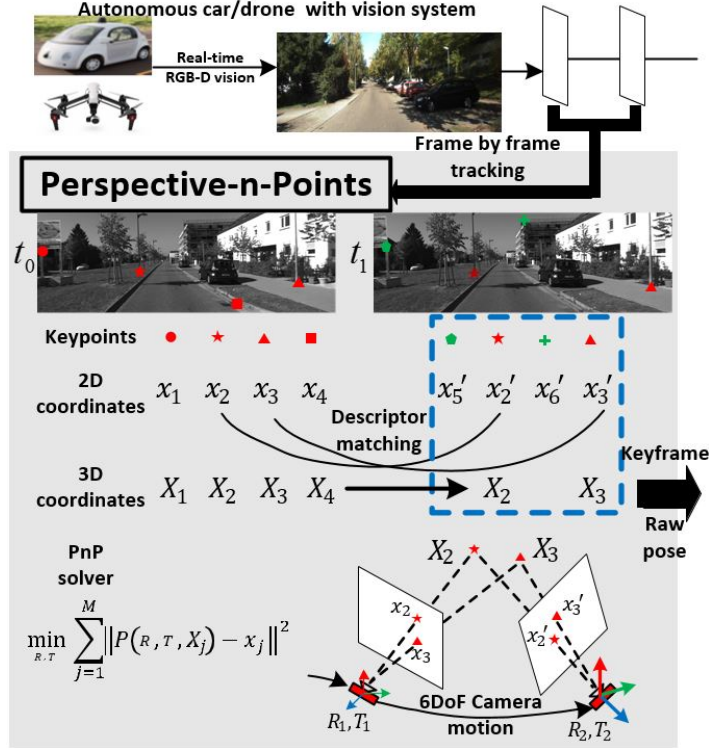 Autonomous car/drone with vision system
Real-time
RGB-D vision
Frame by frame
tracking
Perspective-n-Points
t₀
t₁
Keypoints
2D
coordinates
x₁ x₂ x₃ x₄
x₅′ x₂′ x₆′ x₃′
Descriptor
matching
3D
coordinates
X₁ X₂ X₃ X₄
X₂ X₃
Keyframe
Raw
pose
PnP
solver
min R,T ∑ j=1 M ‖P(R, T, Xⱼ) − xⱼ‖²
X₂ X₃
x₂
x₃
x₃′
x₂′
6DoF Camera
motion
R₁,T₁
R₂,T₂